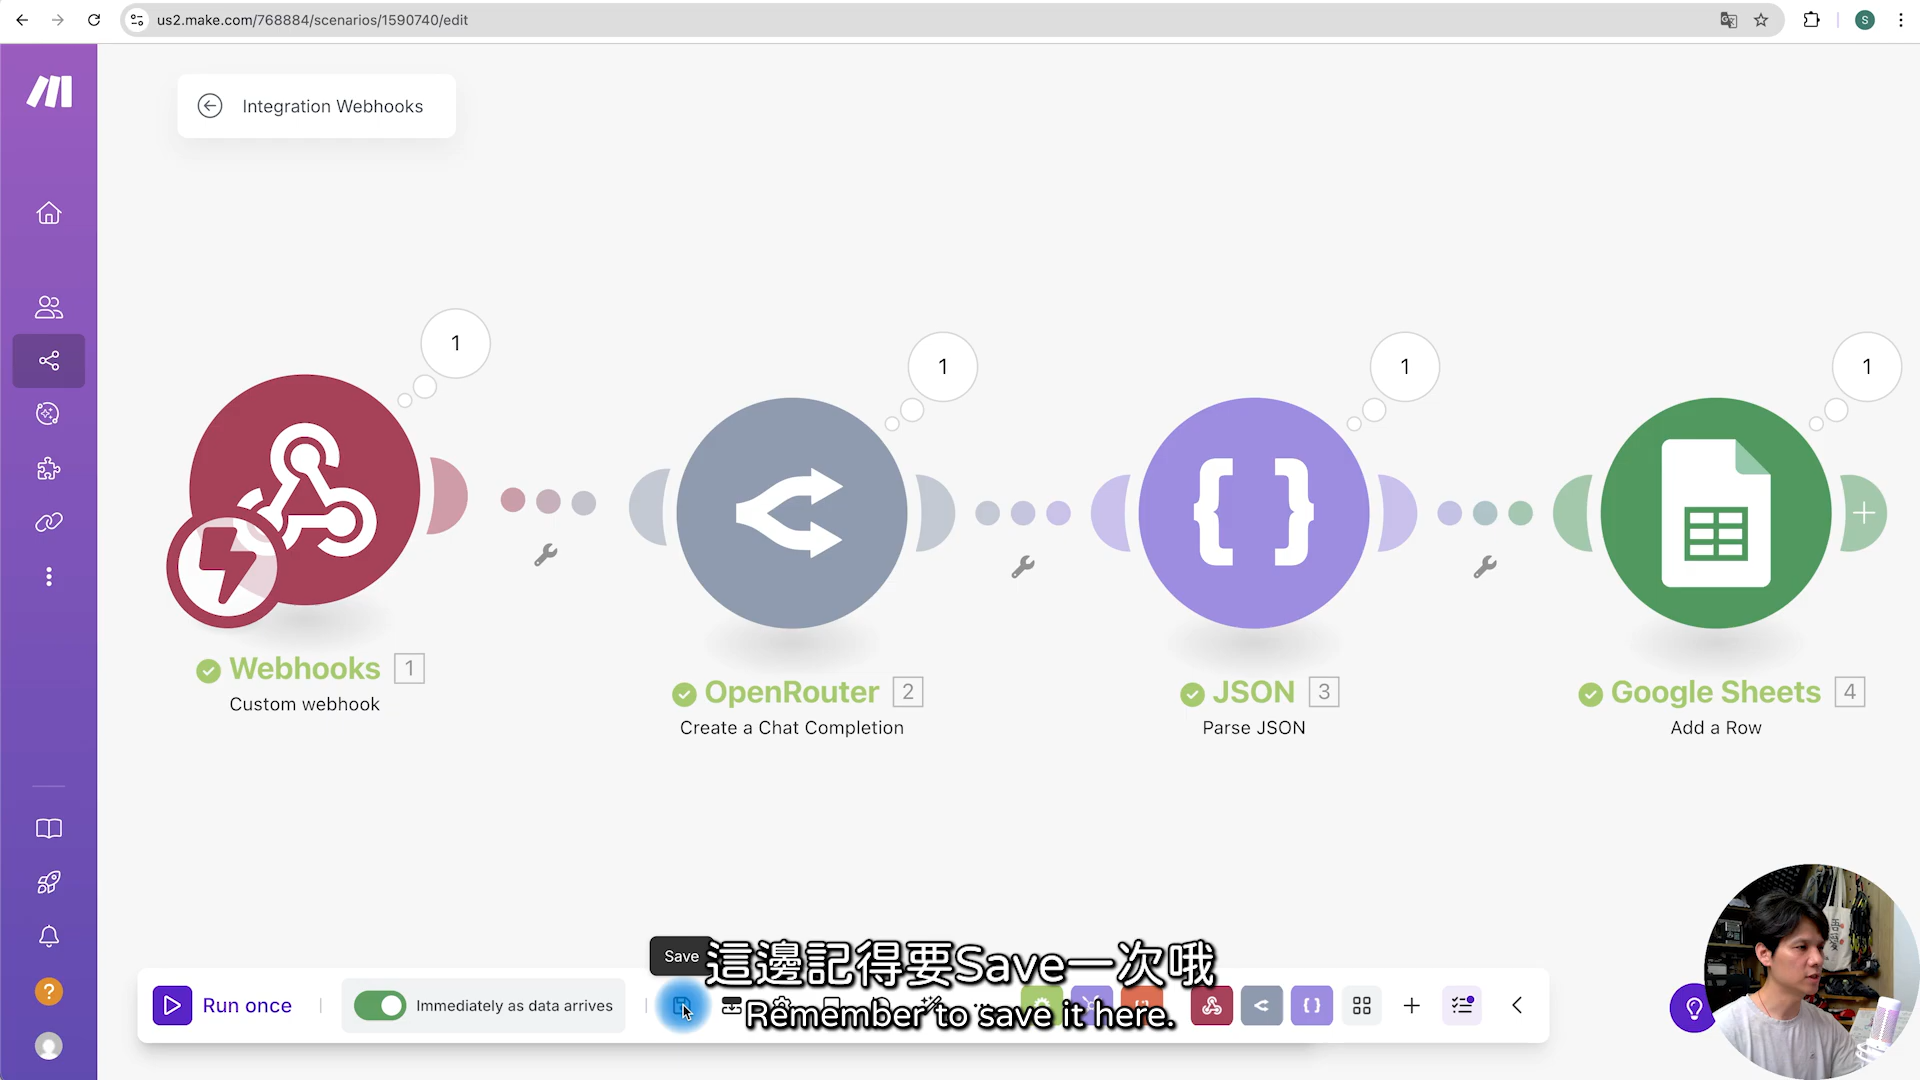 us2.make.com/768884/scenarios/1590740/edit
S
Integration Webhooks
1
1
1
1
Webhooks 1
Custom webhook
OpenRouter 2
Create a Chat Completion
JSON 3
Parse JSON
Google Sheets 4
Add a Row
Save
這邊記得要Save一次哦
Remember to save it here.
Run once
Immediately as data arrives
?